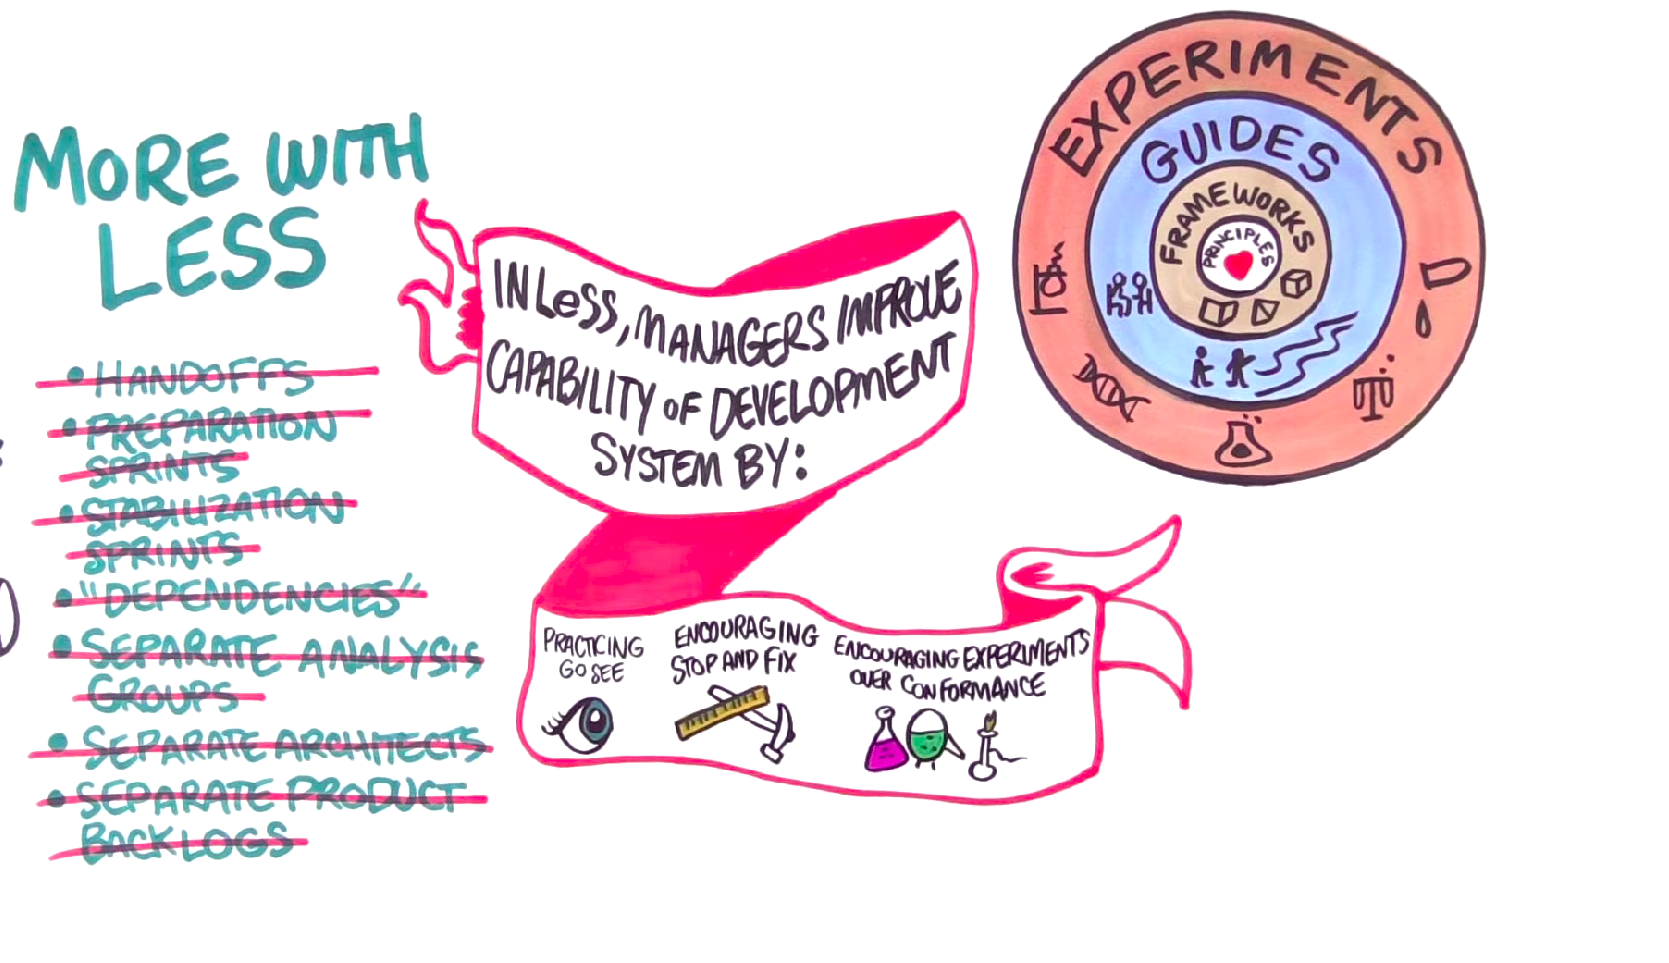 MORE WITH
LESS
• HANDOFFS
• PREPARATION
SPRINTS
• STABILIZATION
SPRINTS
• "DEPENDENCIES"
• SEPARATE ANALYSIS
GROUPS
• SEPARATE ARCHITECTS
• SEPARATE PRODUCT
BACKLOGS
IN LeSS, MANAGERS IMPROVE
CAPABILITY OF DEVELOPMENT
SYSTEM BY:
PRACTICING
GO SEE
ENCOURAGING
STOP AND FIX
ENCOURAGING EXPERIMENTS
OVER CONFORMANCE
EXPERIMENTS
GUIDES
FRAMEWORKS
PRINCIPLES